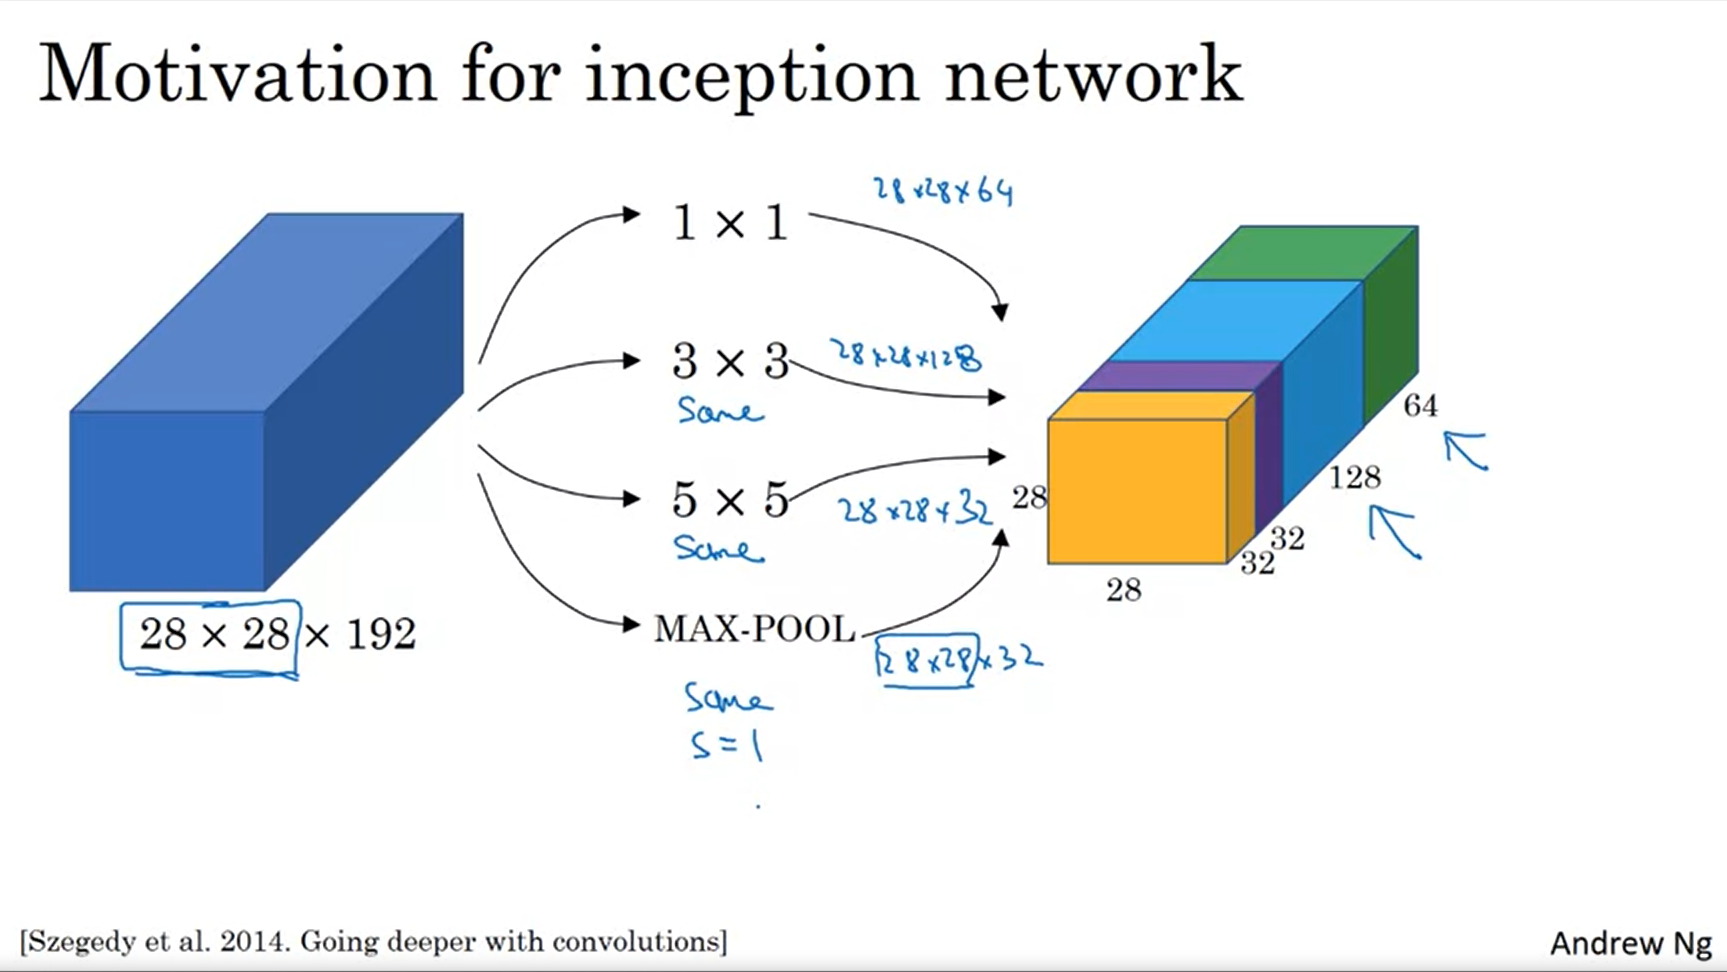 Motivation for inception network
28×28×64
1 × 1
28×28×128
3 × 3
Same
64
128
5 × 5
28×28×32
28
Same
32
32
28
28 × 28 × 192
MAX-POOL
28×28×32
Same
S=1
[Szegedy et al. 2014. Going deeper with convolutions]
Andrew Ng